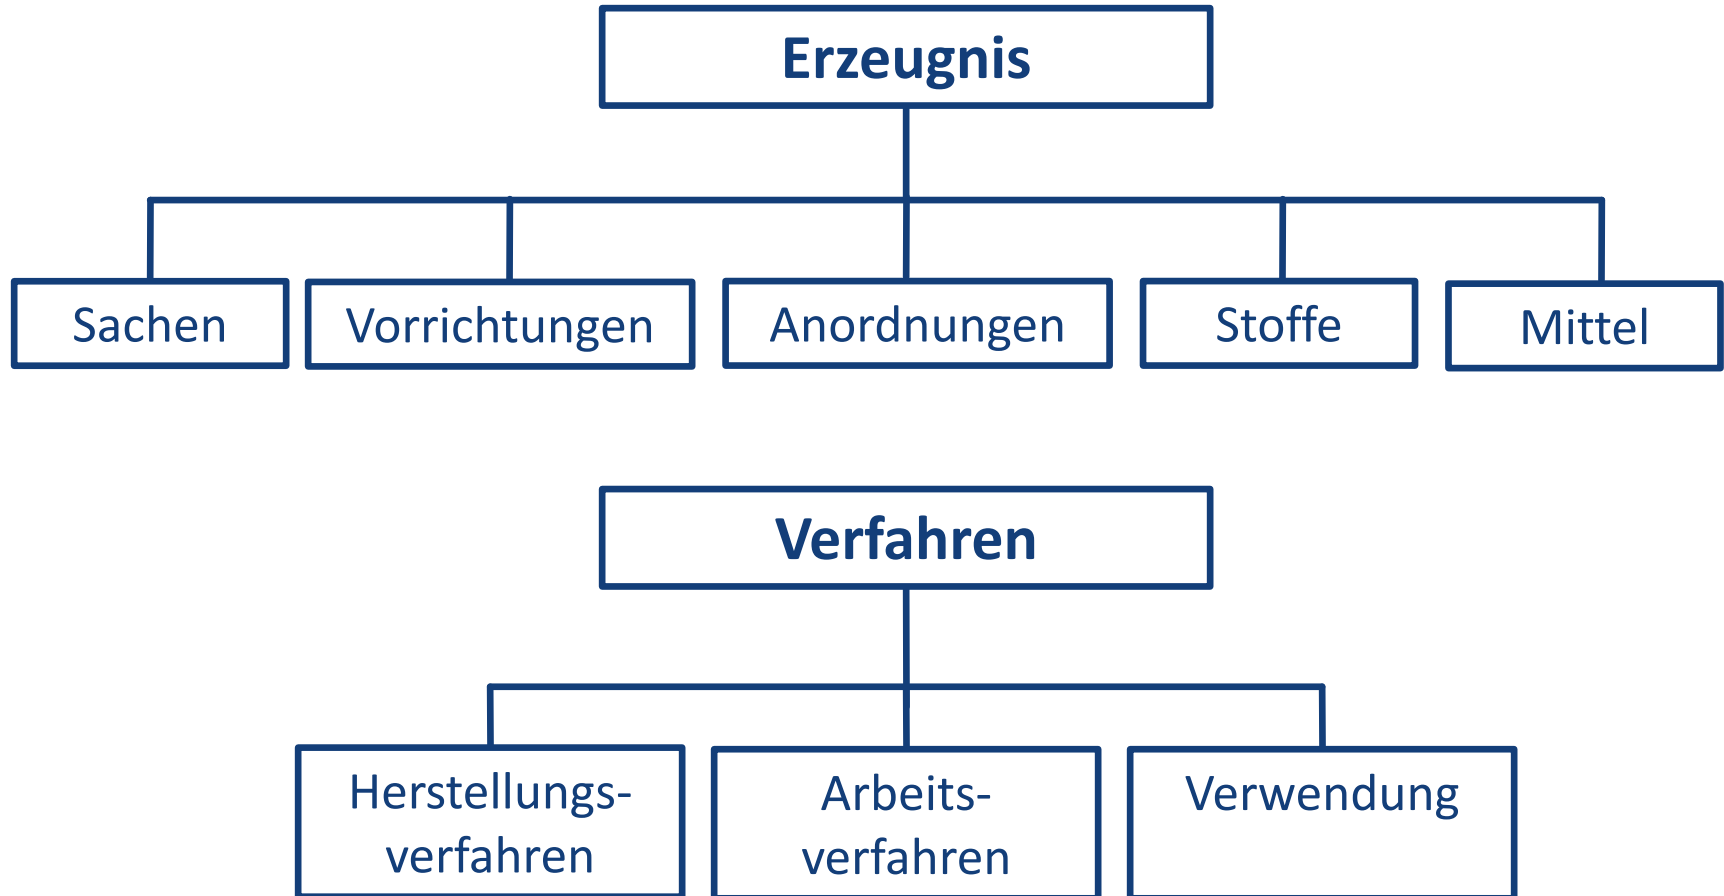 Erzeugnis
Sachen
Vorrichtungen
Anordnungen
Stoffe
Mittel
Verfahren
Herstellungs-
verfahren
Arbeits-
verfahren
Verwendung